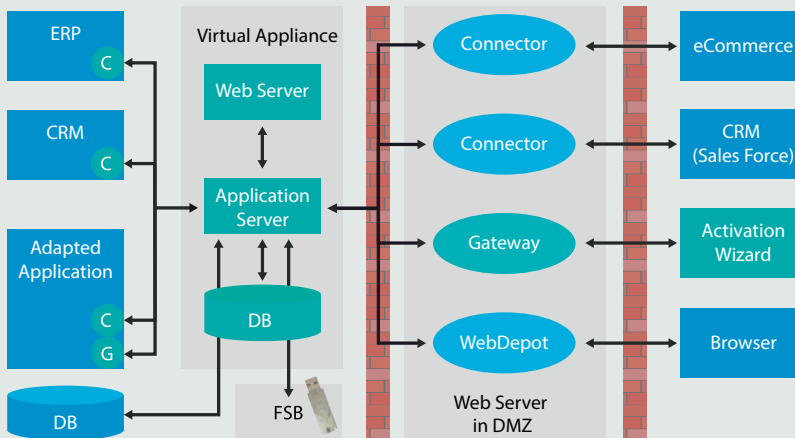 ERP
C
CRM
C
Adapted
Application
C
G
DB
Virtual Appliance
Web Server
Application
Server
DB
FSB
Connector
Connector
Gateway
WebDepot
Web Server
in DMZ
eCommerce
CRM
(Sales Force)
Activation
Wizard
Browser